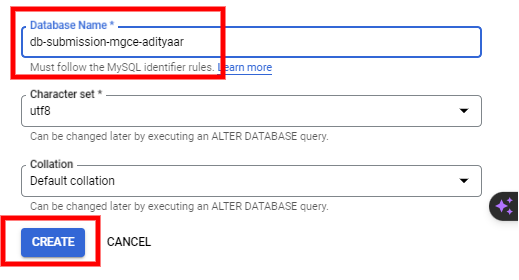 Database Name *
db-submission-mgce-adityaar
Must follow the MySQL identifier rules. Learn more
Character set *
utf8
Can be changed later by executing an ALTER DATABASE query.
Collation
Default collation
Can be changed later by executing an ALTER DATABASE query.
CREATE CANCEL